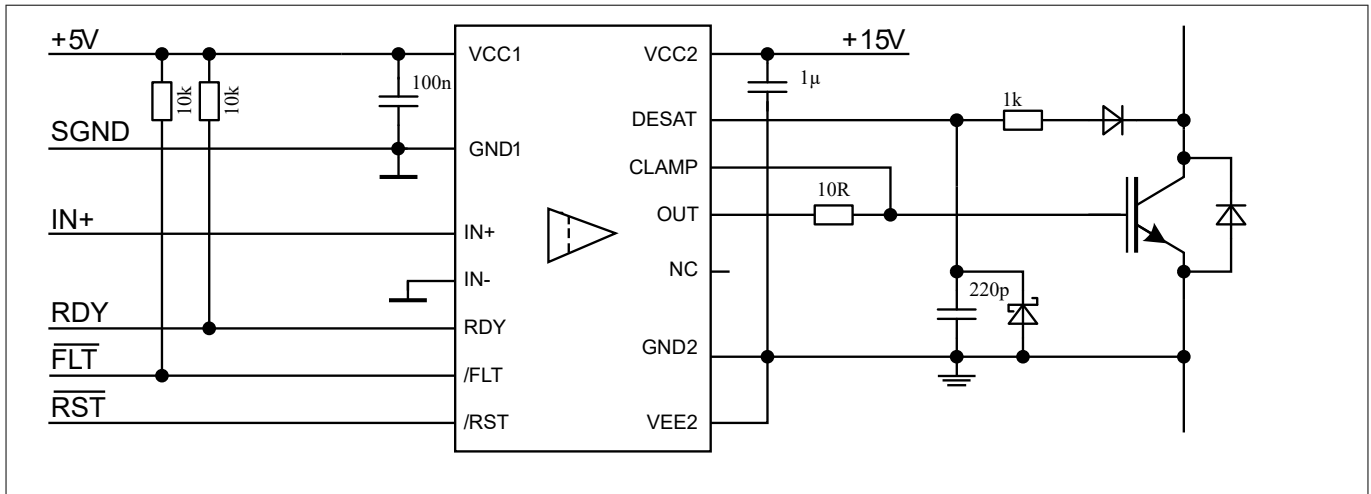 +5V
VCC1
VCC2
+15V
10k
10k
100n
1µ
1k
DESAT
SGND
GND1
CLAMP
10R
OUT
IN+
IN+
NC
IN-
220p
RDY
RDY
GND2
FLT
/FLT
RST
/RST
VEE2